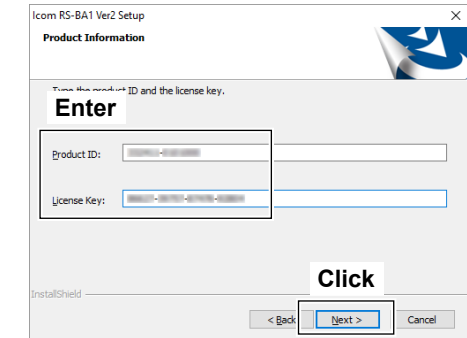 Icom RS-BA1 Ver2 Setup
Product Information
Type the product ID and the license key.
Enter
Product ID:
License Key:
Click
InstallShield
< Back
Next >
Cancel